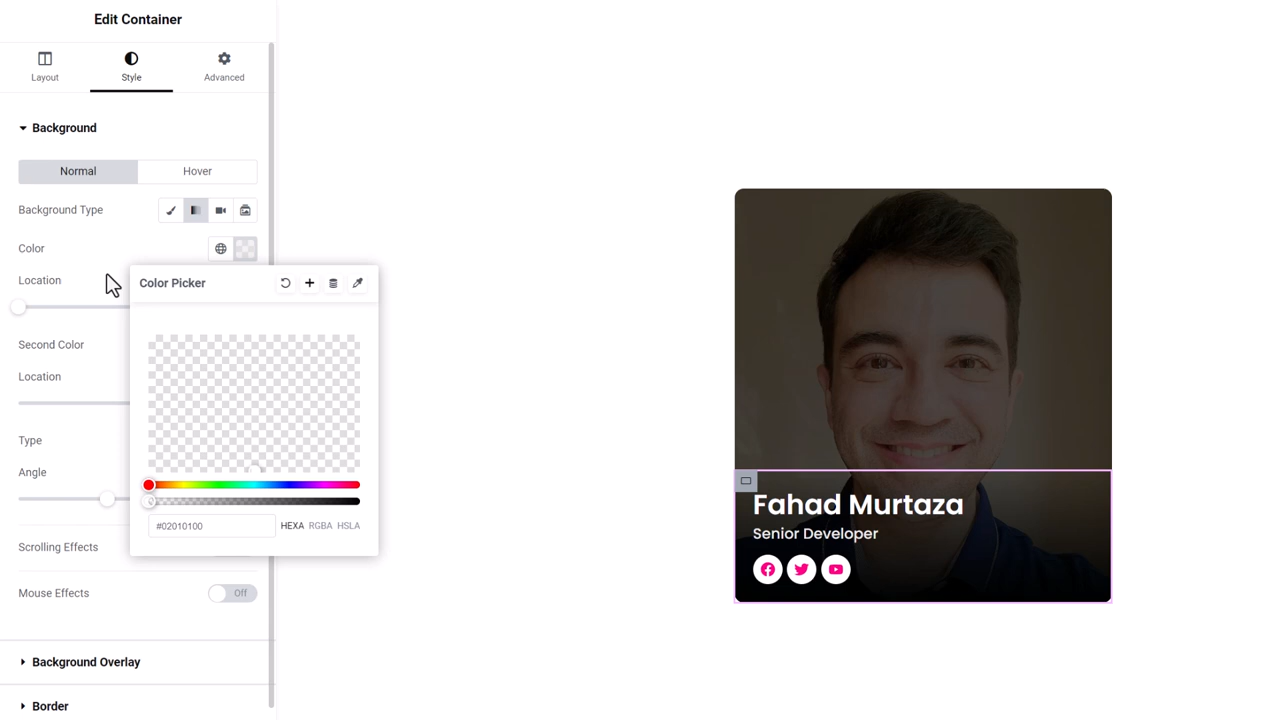 Edit Container
Layout
Style
Advanced
Background
Normal
Hover
Background Type
Color
Location
Color Picker
Second Color
Location
Type
Angle
#02010100
HEXA
RGBA
HSLA
Scrolling Effects
Mouse Effects
Off
Background Overlay
Border
Fahad Murtaza
Senior Developer